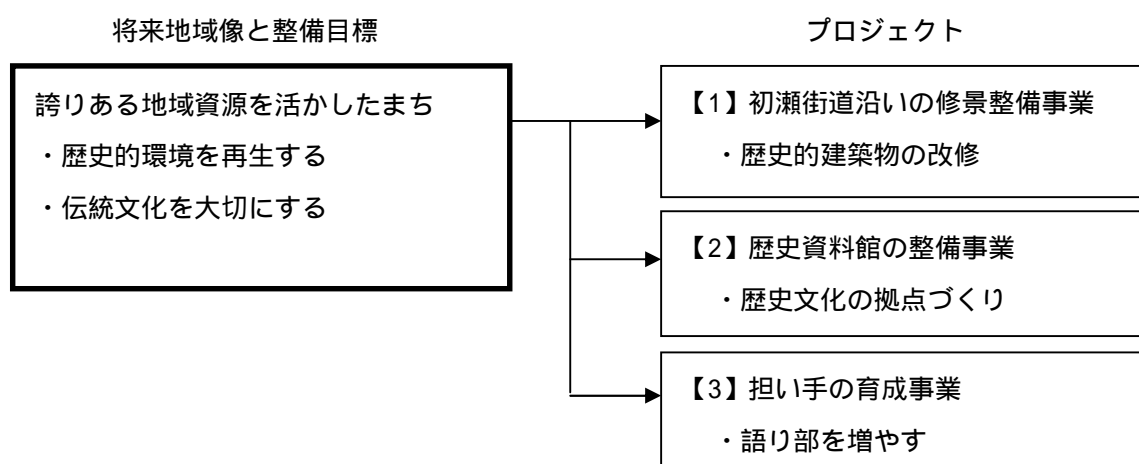 将来地域像と整備目標
誇りある地域資源を活かしたまち
・歴史的環境を再生する
・伝統文化を大切にする
プロジェクト
【1】初瀬街道沿いの修景整備事業
・歴史的建築物の改修
【2】歴史資料館の整備事業
・歴史文化の拠点づくり
【3】担い手の育成事業
・語り部を増やす